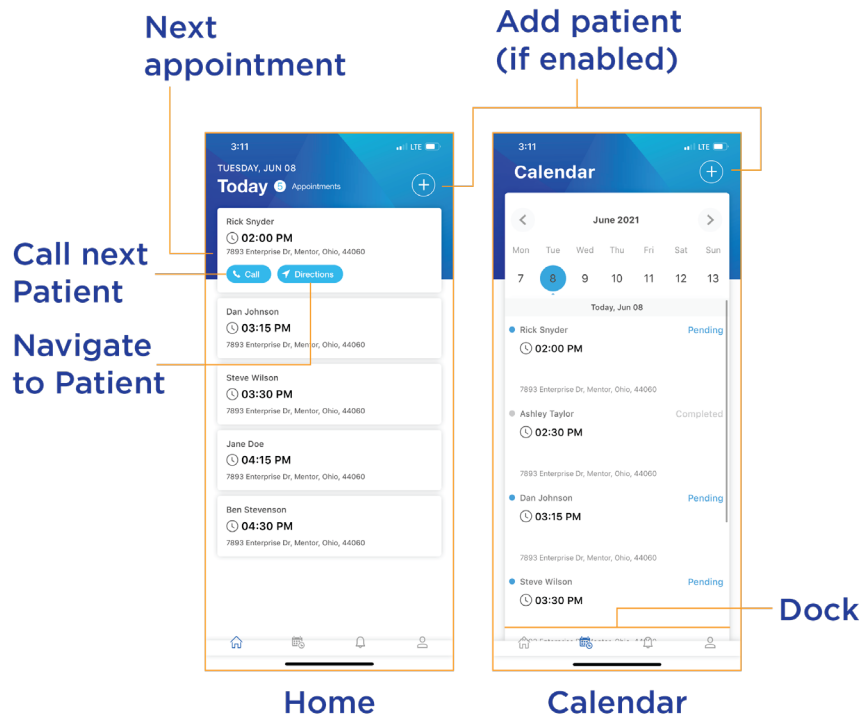 Next
appointment
Add patient
(if enabled)
Call next
Patient
Navigate
to Patient
3:11
LTE
TUESDAY, JUN 08
Today 5 Appointments
Rick Snyder
02:00 PM
7893 Enterprise Dr, Mentor, Ohio, 44060
Call Directions
Dan Johnson
03:15 PM
7893 Enterprise Dr, Mentor, Ohio, 44060
Steve Wilson
03:30 PM
7893 Enterprise Dr, Mentor, Ohio, 44060
Jane Doe
04:15 PM
7893 Enterprise Dr, Mentor, Ohio, 44060
Ben Stevenson
04:30 PM
7893 Enterprise Dr, Mentor, Ohio, 44060
Home
3:11
LTE
Calendar
June 2021
Mon Tue Wed Thu Fri Sat Sun
7 8 9 10 11 12 13
Today, Jun 08
Rick Snyder Pending
02:00 PM
7893 Enterprise Dr, Mentor, Ohio, 44060
Ashley Taylor Completed
02:30 PM
7893 Enterprise Dr, Mentor, Ohio, 44060
Dan Johnson Pending
03:15 PM
7893 Enterprise Dr, Mentor, Ohio, 44060
Steve Wilson Pending
03:30 PM
Dock
Calendar